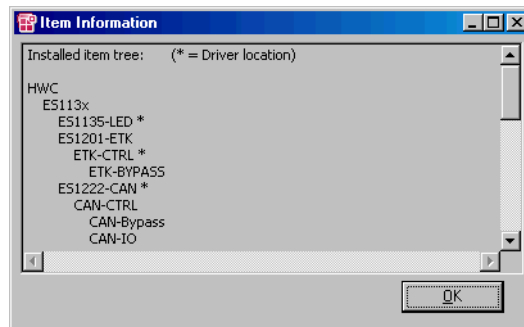 Item Information
Installed item tree: (* = Driver location)
HWC
ES113x
ES1135-LED *
ES1201-ETK
ETK-CTRL *
ETK-BYPASS
ES1222-CAN *
CAN-CTRL
CAN-Bypass
CAN-IO
OK